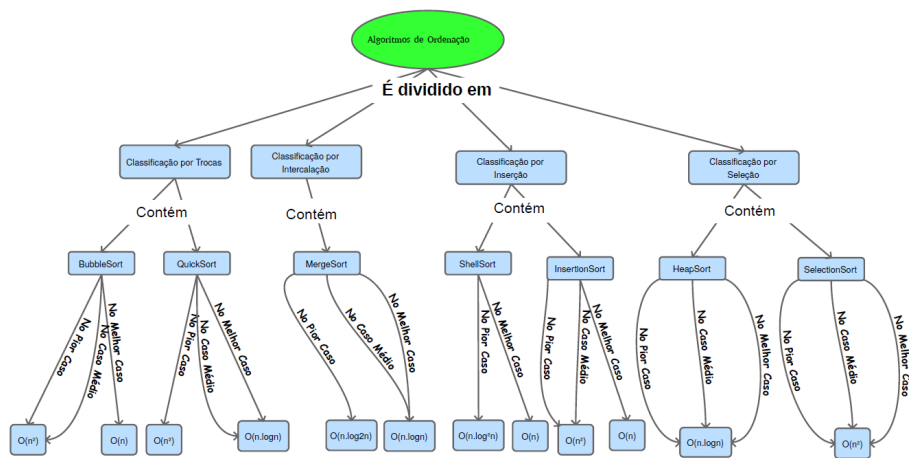 Algoritmos de Ordenação
É dividido em
Classificação por Trocas
Classificação por
Intercalação
Classificação por
Inserção
Classificação por
Seleção
Contém
Contém
Contém
Contém
BubbleSort
QuickSort
MergeSort
ShellSort
InsertionSort
HeapSort
SelectionSort
No Pior Caso
No Caso Médio
No Melhor Caso
No Pior Caso
No Caso Médio
No Melhor Caso
No Pior Caso
No Caso Médio
No Melhor Caso
No Pior Caso
No Melhor Caso
No Pior Caso
No Caso Médio
No Melhor Caso
No Pior Caso
No Caso Médio
No Melhor Caso
No Pior Caso
No Caso Médio
No Melhor Caso
O(n²)
O(n)
O(n²)
O(n.logn)
O(n.log2n)
O(n.logn)
O(n.log²n)
O(n)
O(n²)
O(n)
O(n.logn)
O(n²)